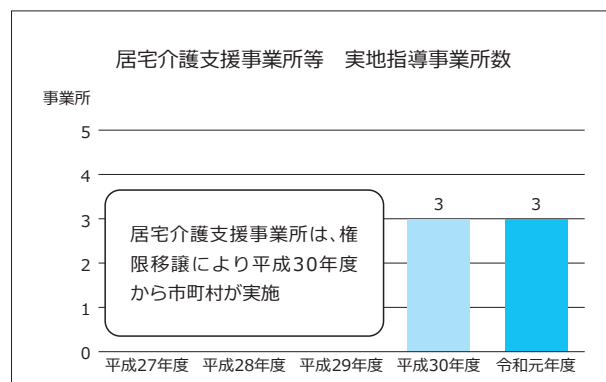 居宅介護支援事業所等　実地指導事業所数
事業所
5
4
3
2
1
0
3
3
居宅介護支援事業所は、権
限移譲により平成30年度
から市町村が実施
平成27年度 平成28年度 平成29年度 平成30年度 令和元年度